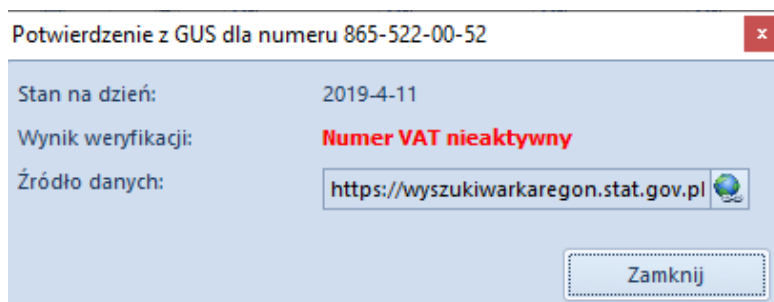 Potwierdzenie z GUS dla numeru 865-522-00-52
x
Stan na dzień: 2019-4-11
Wynik weryfikacji: Numer VAT nieaktywny
Źródło danych: https://wyszukiwarkaregon.stat.gov.pl
Zamknij